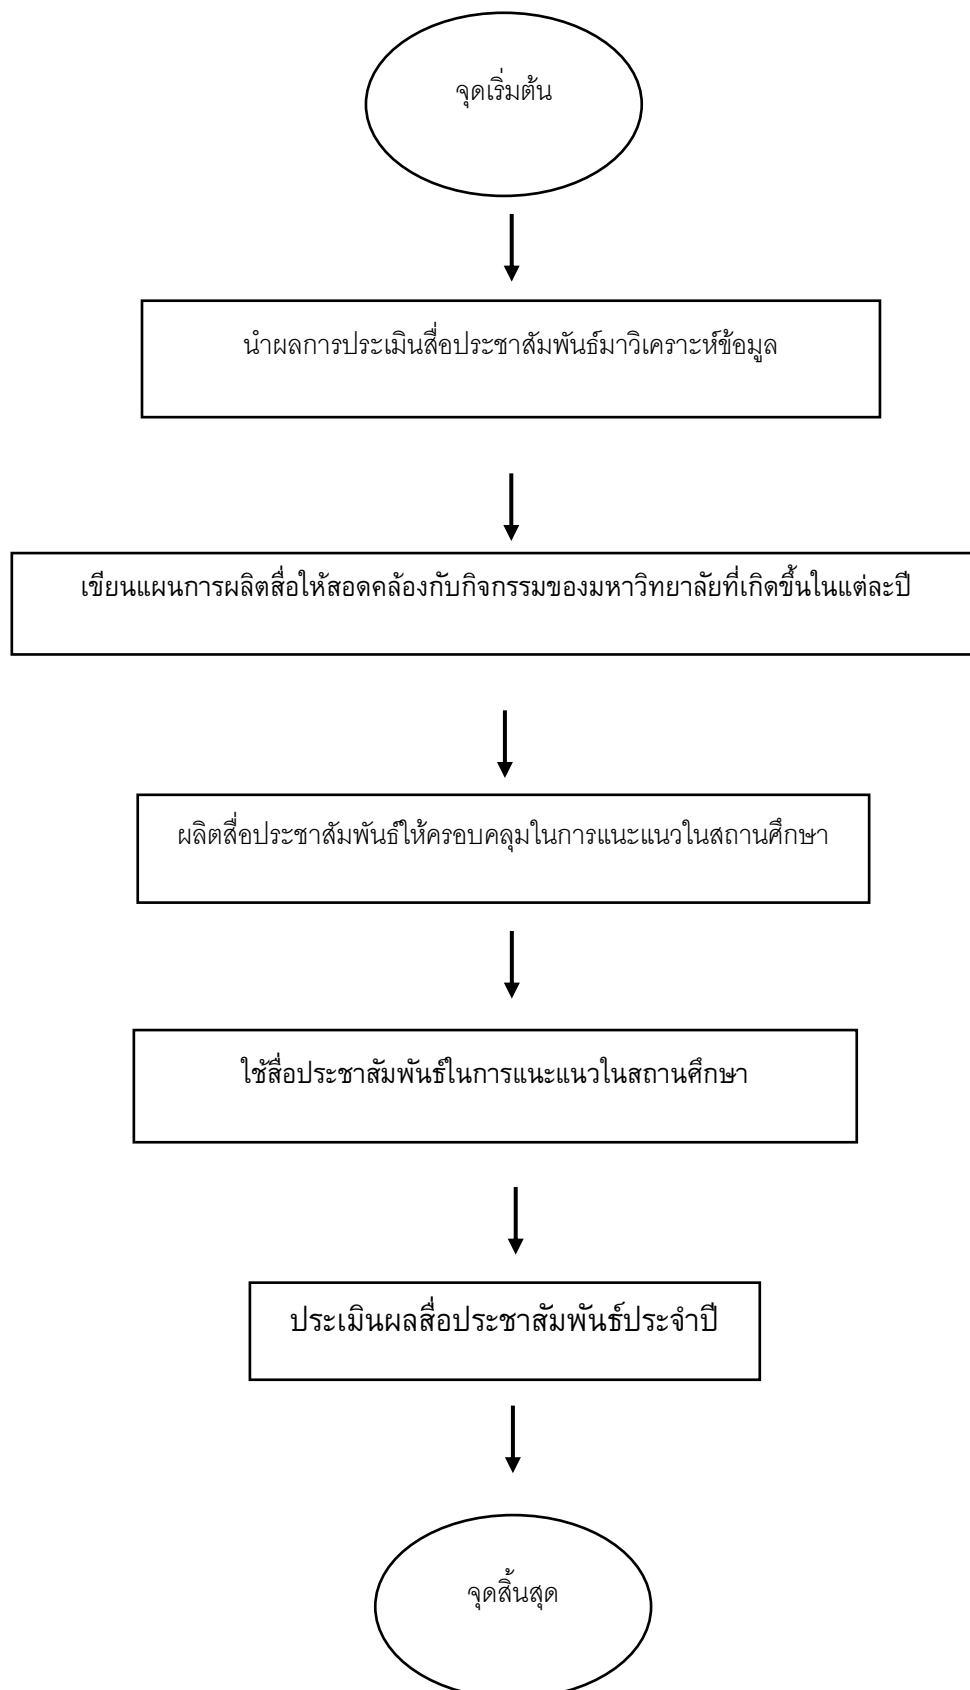 จุดเริ่มต้น
นำผลการประเมินสื่อประชาสัมพันธ์มาวิเคราะห์ข้อมูล
เขียนแผนการผลิตสื่อให้สอดคล้องกับกิจกรรมของมหาวิทยาลัยที่เกิดขึ้นในแต่ละปี
ผลิตสื่อประชาสัมพันธ์ให้ครอบคลุมในการแนะแนวในสถานศึกษา
ใช้สื่อประชาสัมพันธ์ในการแนะแนวในสถานศึกษา
ประเมินผลสื่อประชาสัมพันธ์ประจำปี
จุดสิ้นสุด